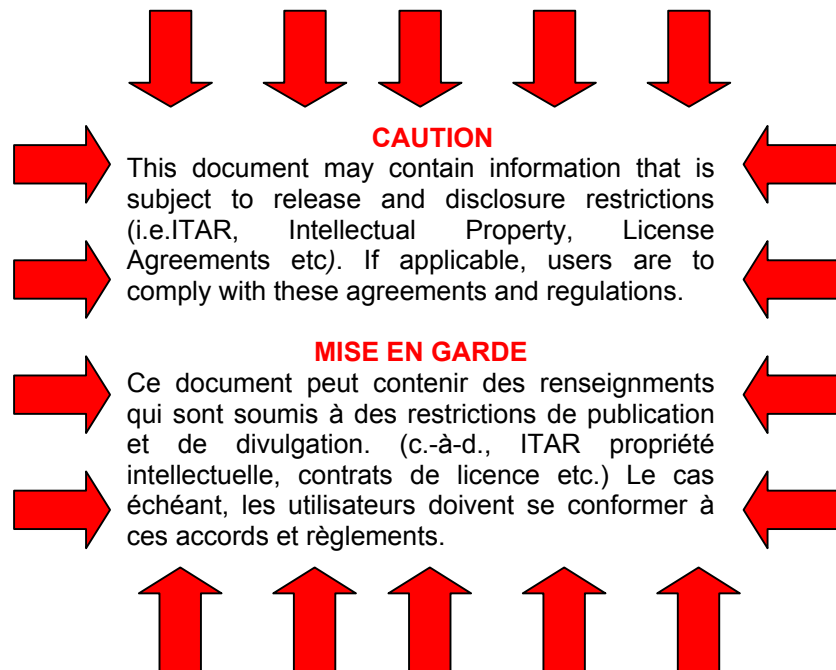 CAUTION
This document may contain information that is
subject to release and disclosure restrictions
(i.e.ITAR, Intellectual Property, License
Agreements etc). If applicable, users are to
comply with these agreements and regulations.
MISE EN GARDE
Ce document peut contenir des renseignments
qui sont soumis à des restrictions de publication
et de divulgation. (c.-à-d., ITAR propriété
intellectuelle, contrats de licence etc.) Le cas
échéant, les utilisateurs doivent se conformer à
ces accords et règlements.